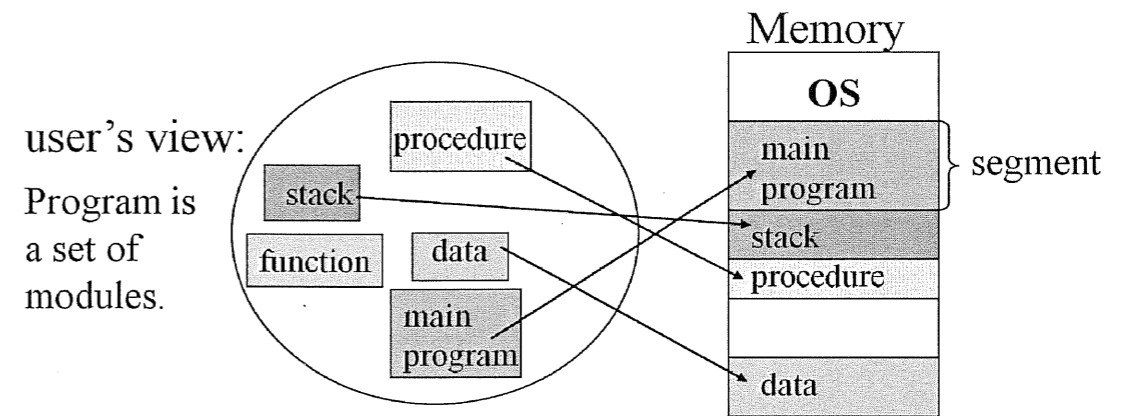 user's view:
Program is
a set of
modules.
procedure
stack
function
data
main
program
Memory
OS
main
program
stack
procedure
data
segment